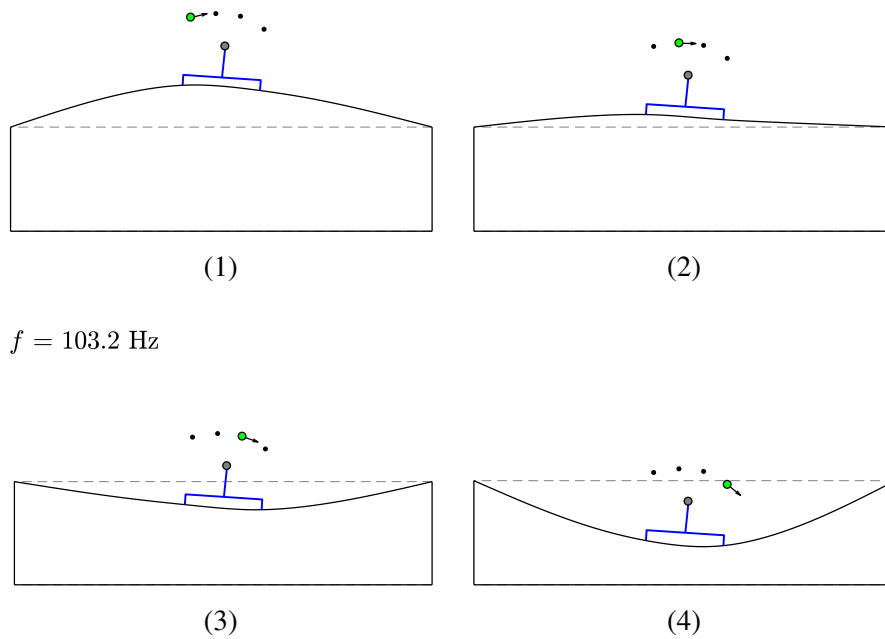 (1)
(2)
f = 103.2 Hz
(3)
(4)